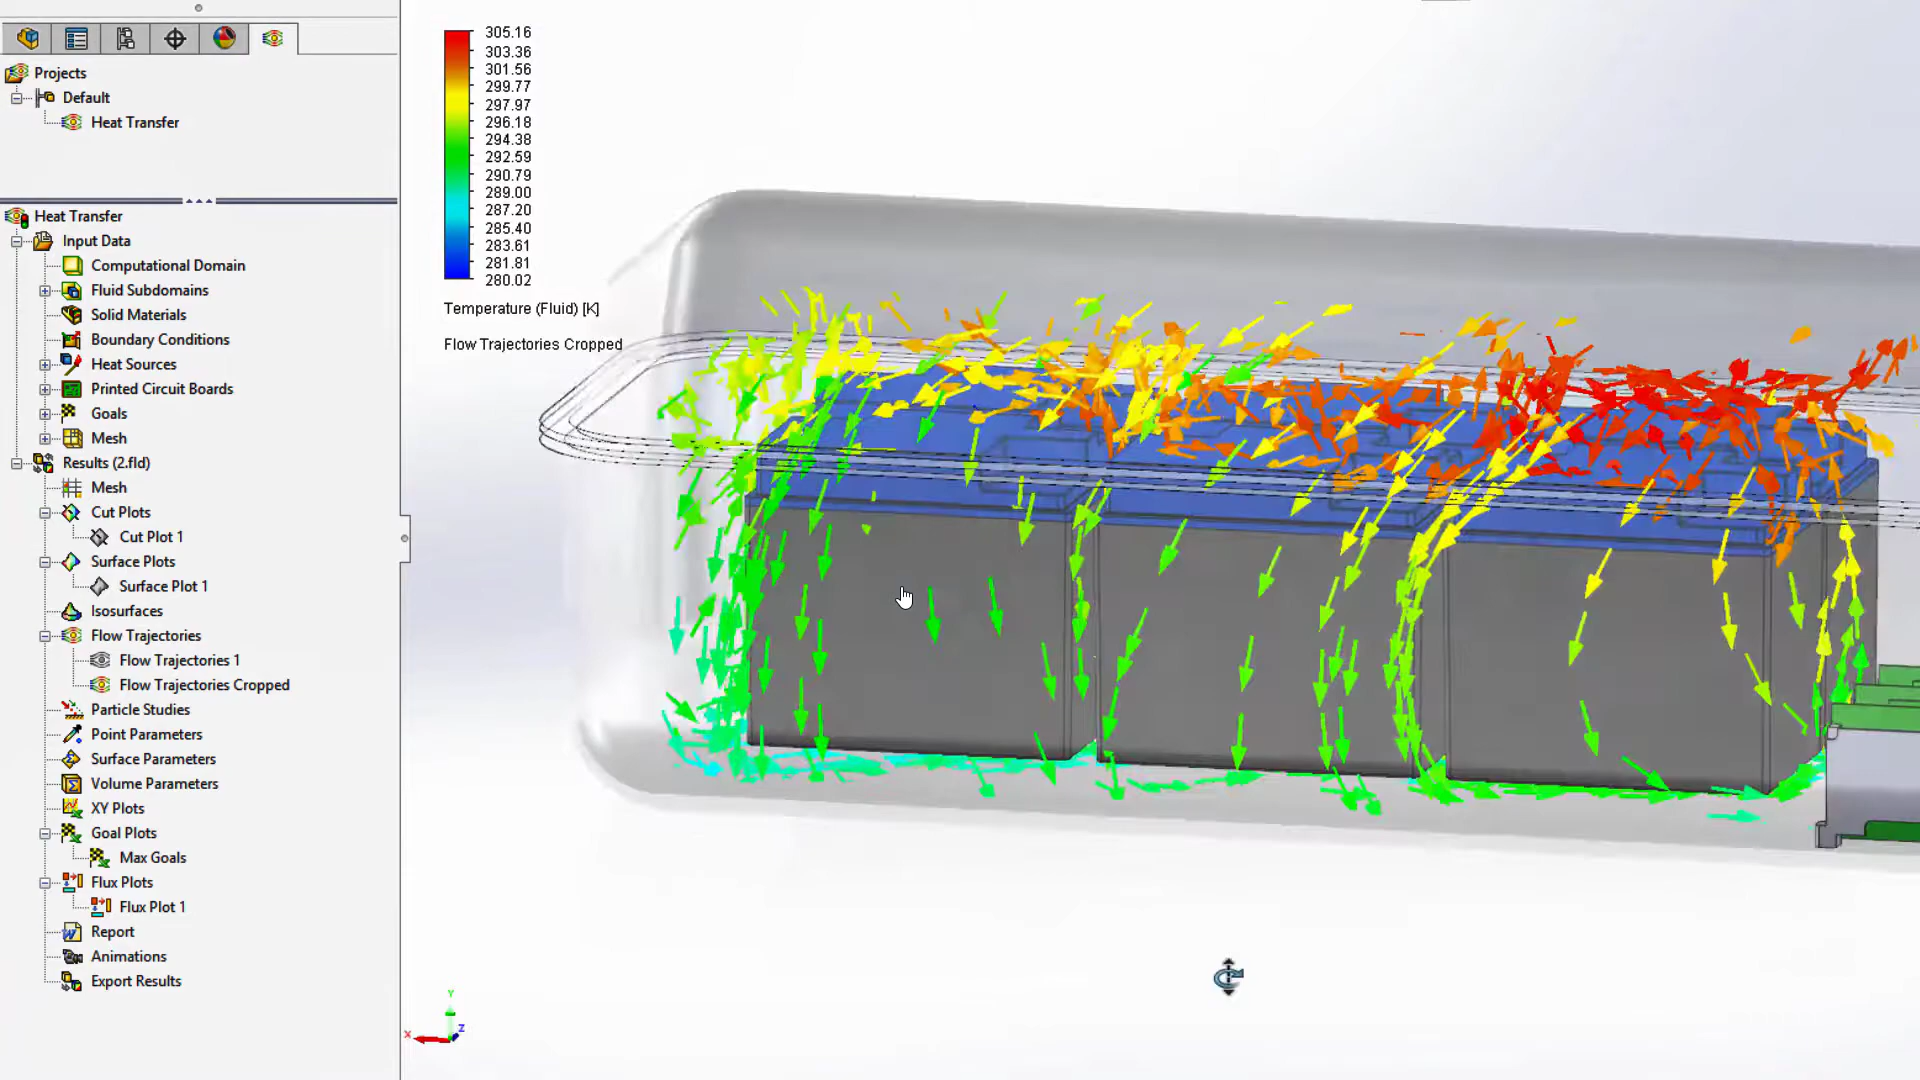 Projects
Default
Heat Transfer
Heat Transfer
Input Data
Computational Domain
Fluid Subdomains
Solid Materials
Boundary Conditions
Heat Sources
Printed Circuit Boards
Goals
Mesh
Results (2.fld)
Mesh
Cut Plots
Cut Plot 1
Surface Plots
Surface Plot 1
Isosurfaces
Flow Trajectories
Flow Trajectories 1
Flow Trajectories Cropped
Particle Studies
Point Parameters
Surface Parameters
Volume Parameters
XY Plots
Goal Plots
Max Goals
Flux Plots
Flux Plot 1
Report
Animations
Export Results
305.16
303.36
301.56
299.77
297.97
296.18
294.38
292.59
290.79
289.00
287.20
285.40
283.61
281.81
280.02
Temperature (Fluid) [K]
Flow Trajectories Cropped
Y
X
Z